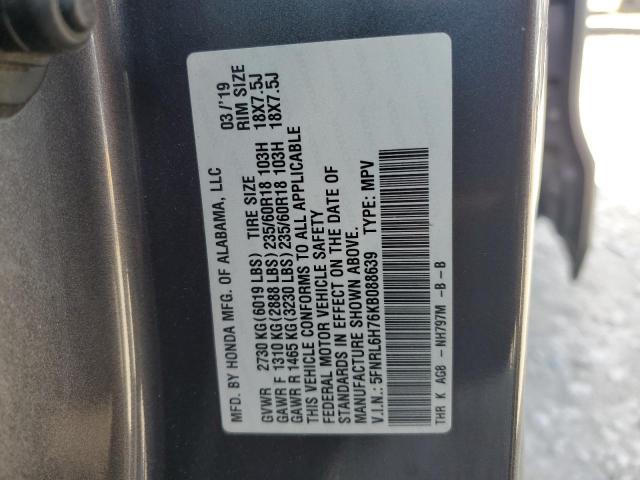 MFD. BY HONDA MFG. OF ALABAMA, LLC 03/'19
GVWR 2730 KG (6019 LBS) TIRE SIZE RIM SIZE
GAWR F 1310 KG(2888 LBS)235/60R18 103H 18X7.5J
GAWR R 1465 KG(3230 LBS)235/60R18 103H 18X7.5J
THIS VEHICLE CONFORMS TO ALL APPLICABLE
FEDERAL MOTOR VEHICLE SAFETY
STANDARDS IN EFFECT ON THE DATE OF
MANUFACTURE SHOWN ABOVE.
V.I.N.: 5FNRL6H76KB088639 TYPE: MPV
THR K AG8 -NH797M -B-B